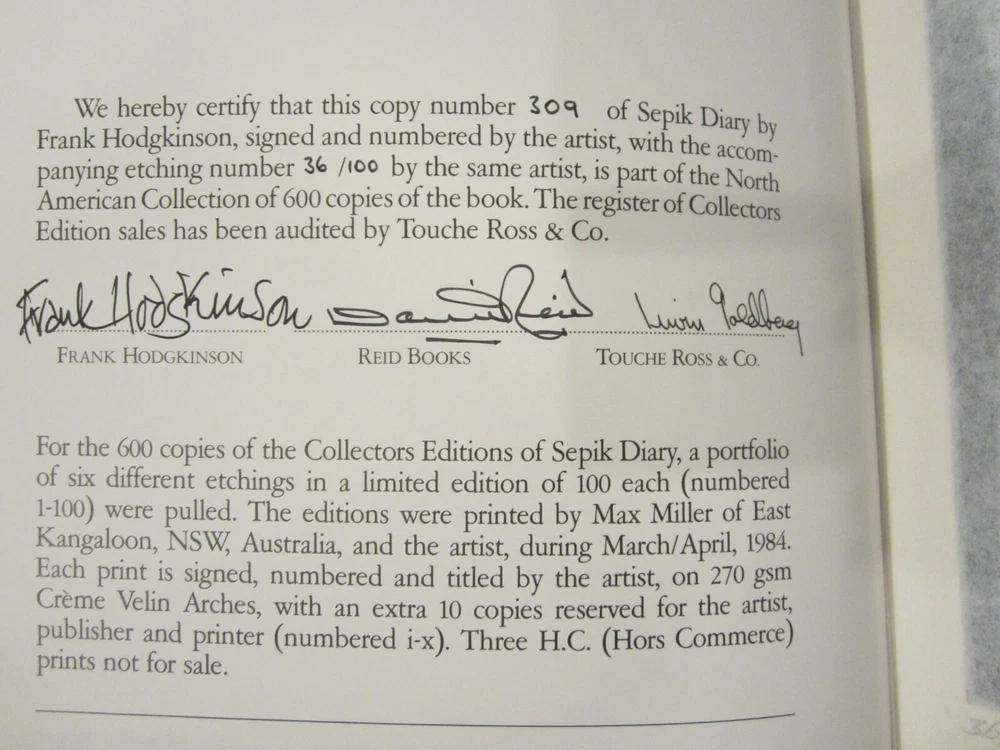 We hereby certify that this copy number 309 of Sepik Diary by
Frank Hodgkinson, signed and numbered by the artist, with the accom-
panying etching number 36 /100 by the same artist, is part of the North
American Collection of 600 copies of the book. The register of Collectors
Edition sales has been audited by Touche Ross & Co.
Frank Hodgkinson
FRANK HODGKINSON REID BOOKS TOUCHE ROSS & CO.
For the 600 copies of the Collectors Editions of Sepik Diary, a portfolio
of six different etchings in a limited edition of 100 each (numbered
1-100) were pulled. The editions were printed by Max Miller of East
Kangaloon, NSW, Australia, and the artist, during March/April, 1984.
Each print is signed, numbered and titled by the artist, on 270 gsm
Crème Velin Arches, with an extra 10 copies reserved for the artist,
publisher and printer (numbered i-x). Three H.C. (Hors Commerce)
prints not for sale.